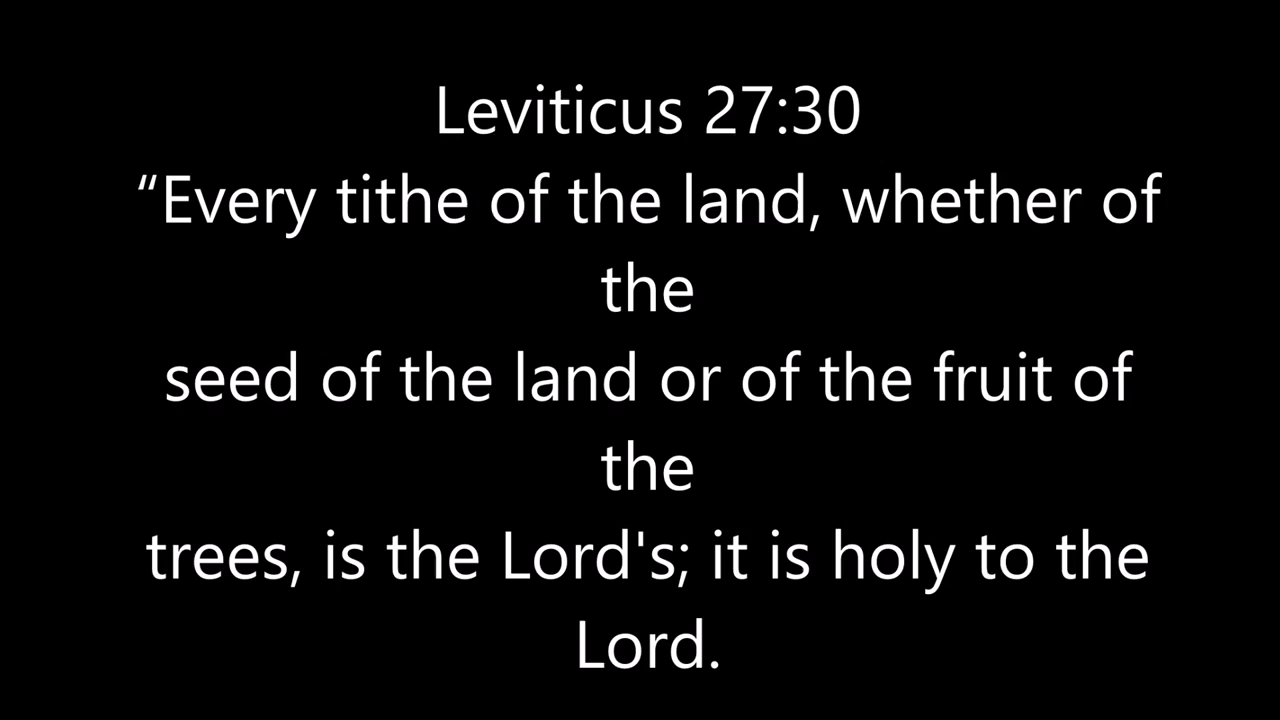 Leviticus 27:30
“Every tithe of the land, whether of
the
seed of the land or of the fruit of
the
trees, is the Lord's; it is holy to the
Lord.